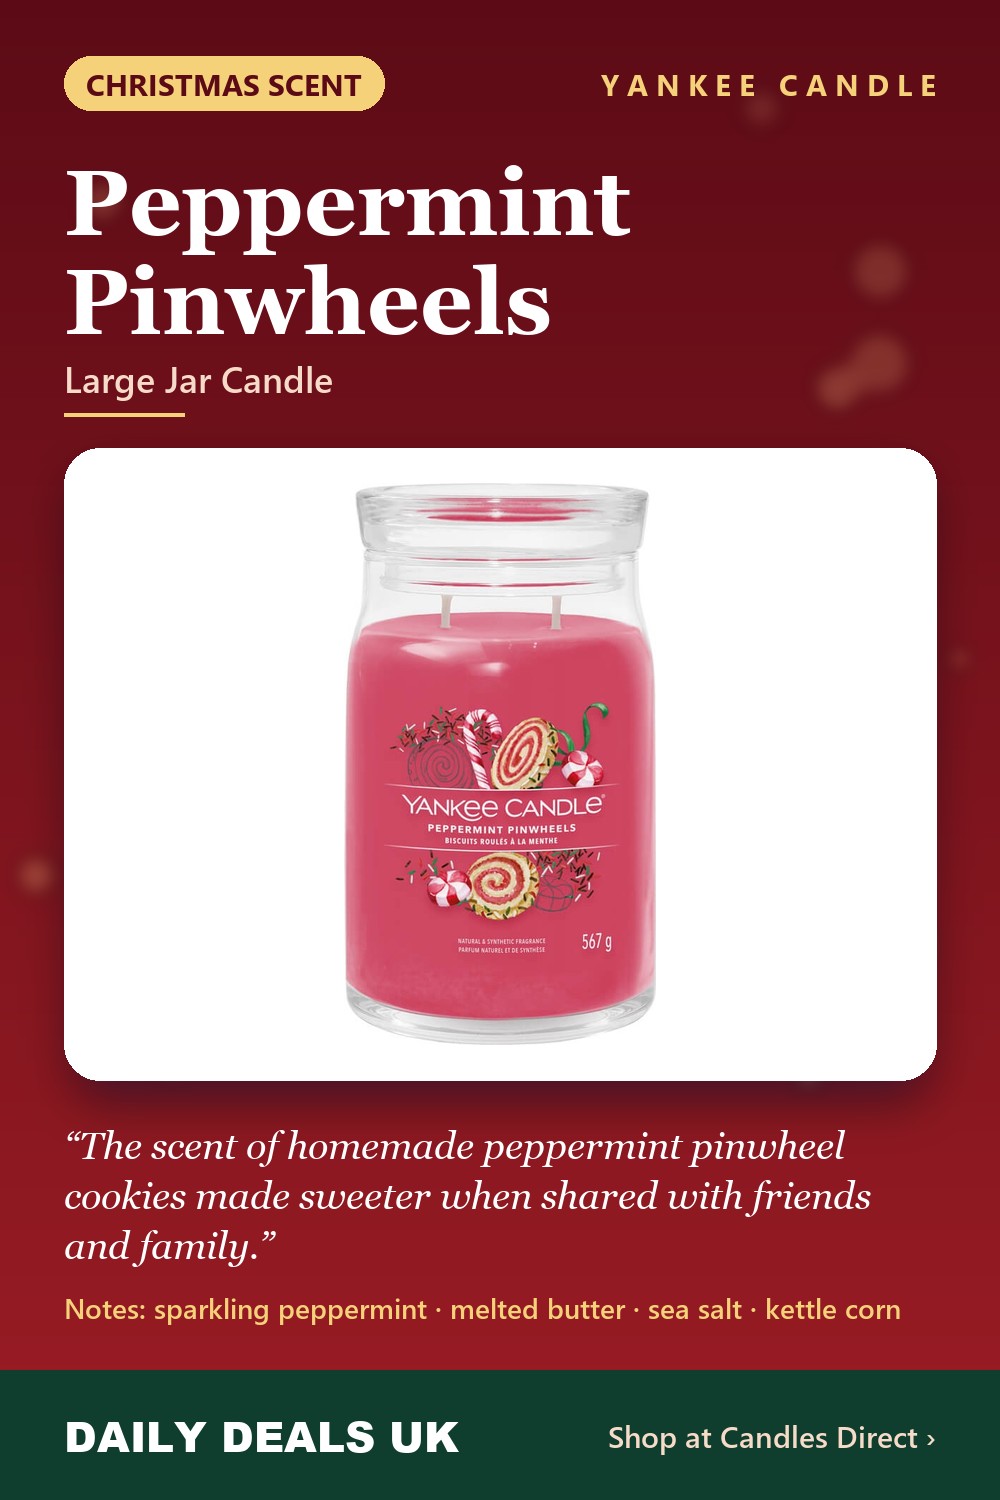 CHRISTMAS SCENT
YANKEE CANDLE
Peppermint
Pinwheels
Large Jar Candle
YANKEE CANDLE®
PEPPERMINT PINWHEELS
BISCUITS ROULÉS À LA MENTHE
NATURAL & SYNTHETIC FRAGRANCE
PARFUM NATUREL ET DE SYNTHÈSE
567 g
“The scent of homemade peppermint pinwheel
cookies made sweeter when shared with friends
and family.”
Notes: sparkling peppermint · melted butter · sea salt · kettle corn
DAILY DEALS UK
Shop at Candles Direct ›